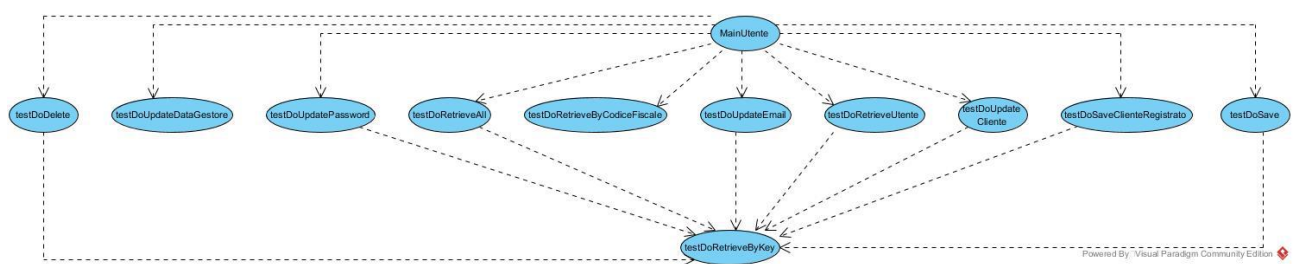 MainUtente
testDoDelete
testDoUpdateDataGestore
testDoUpdatePassword
testDoRetrieveAll
testDoRetrieveByCodiceFiscale
testDoUpdateEmail
testDoRetrieveUtente
testDoUpdate
Cliente
testDoSaveClienteRegistrato
testDoSave
testDoRetrieveByKey
Powered By Visual Paradigm Community Edition